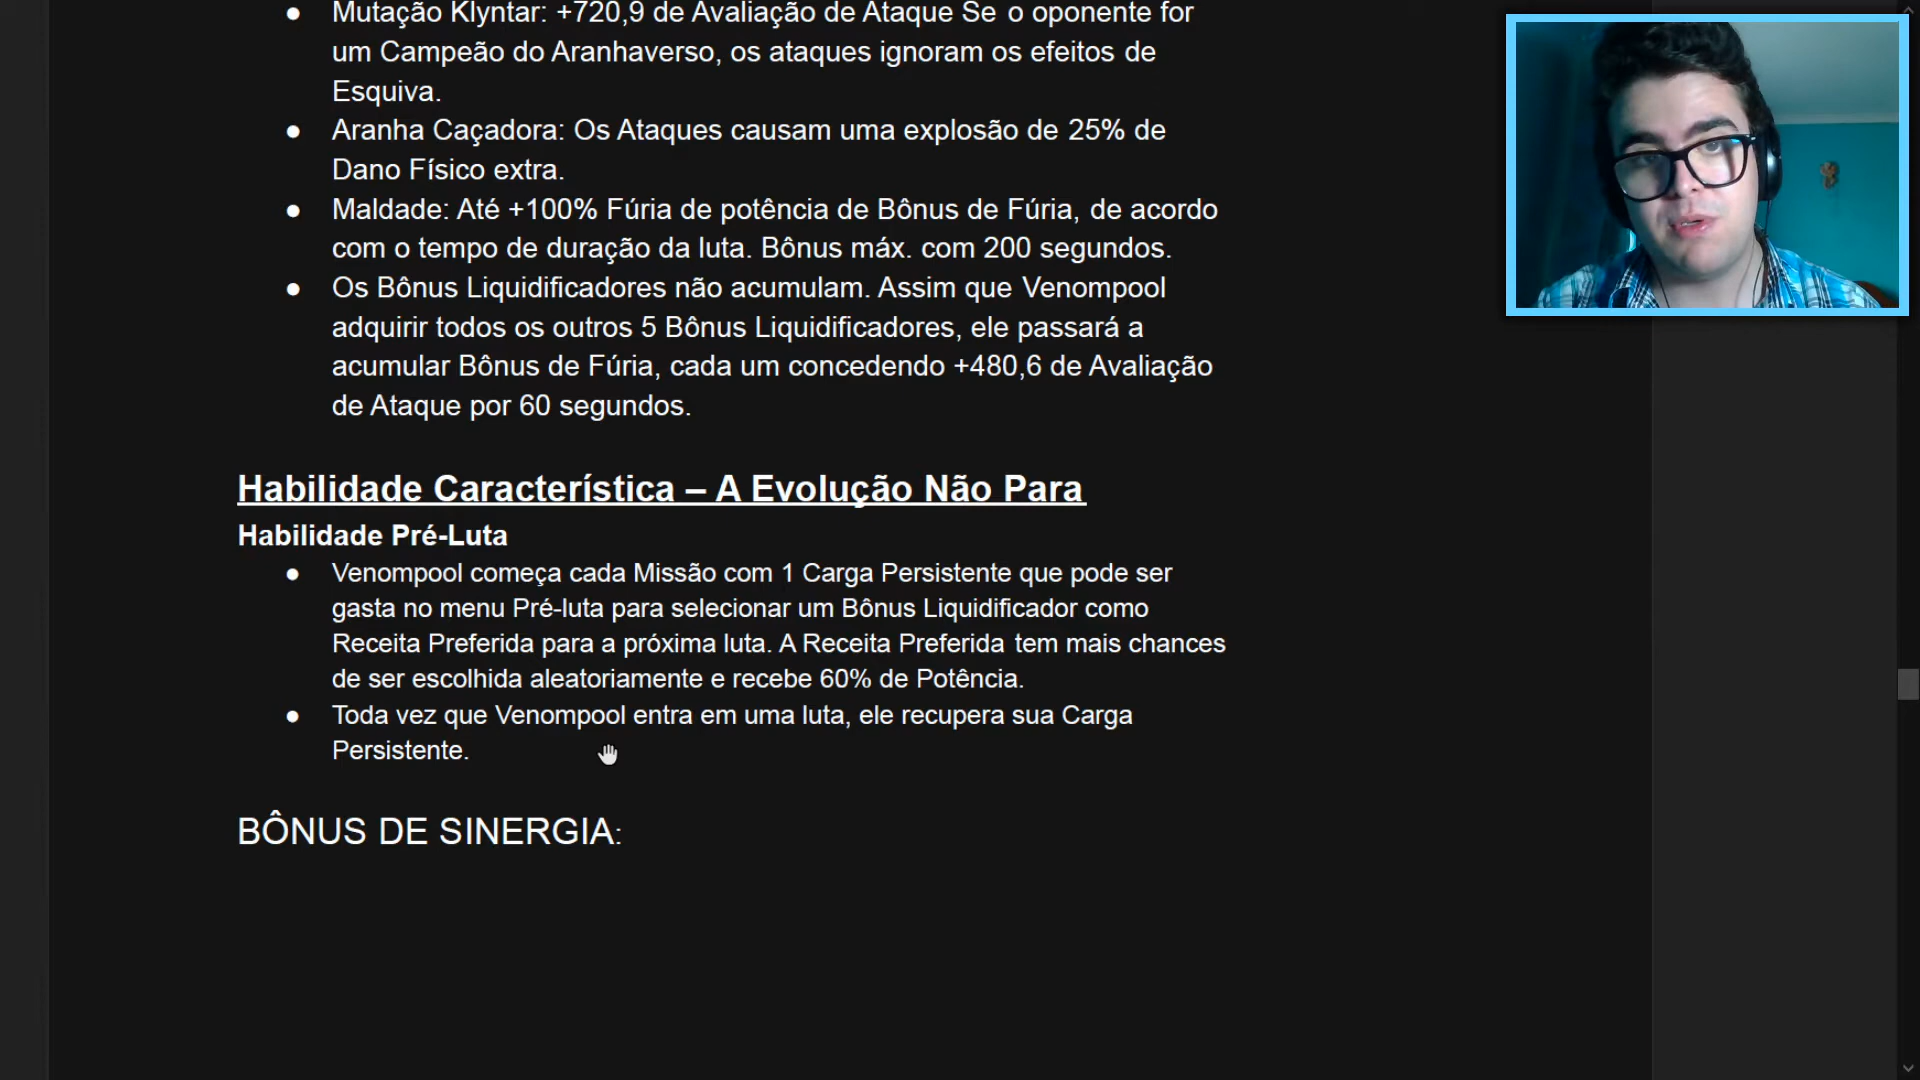 ● Mutação Klyntar: +720,9 de Avaliação de Ataque Se o oponente for
um Campeão do Aranhaverso, os ataques ignoram os efeitos de
Esquiva.
● Aranha Caçadora: Os Ataques causam uma explosão de 25% de
Dano Físico extra.
● Maldade: Até +100% Fúria de potência de Bônus de Fúria, de acordo
com o tempo de duração da luta. Bônus máx. com 200 segundos.
● Os Bônus Liquidificadores não acumulam. Assim que Venompool
adquirir todos os outros 5 Bônus Liquidificadores, ele passará a
acumular Bônus de Fúria, cada um concedendo +480,6 de Avaliação
de Ataque por 60 segundos.
Habilidade Característica – A Evolução Não Para
Habilidade Pré-Luta
● Venompool começa cada Missão com 1 Carga Persistente que pode ser
gasta no menu Pré-luta para selecionar um Bônus Liquidificador como
Receita Preferida para a próxima luta. A Receita Preferida tem mais chances
de ser escolhida aleatoriamente e recebe 60% de Potência.
● Toda vez que Venompool entra em uma luta, ele recupera sua Carga
Persistente.
BÔNUS DE SINERGIA: